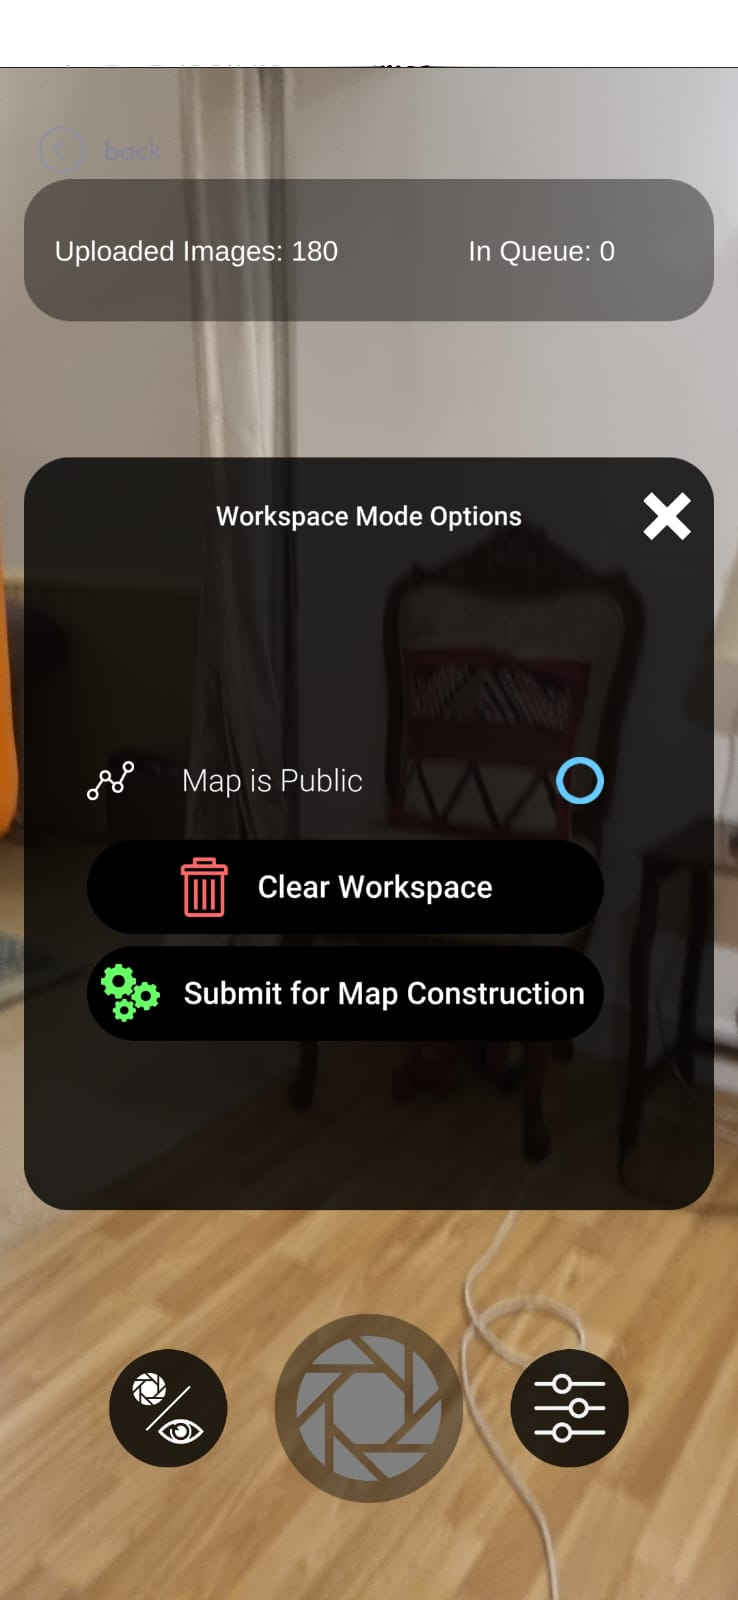 back
Uploaded Images: 180 In Queue: 0
Workspace Mode Options
Map is Public
Clear Workspace
Submit for Map Construction